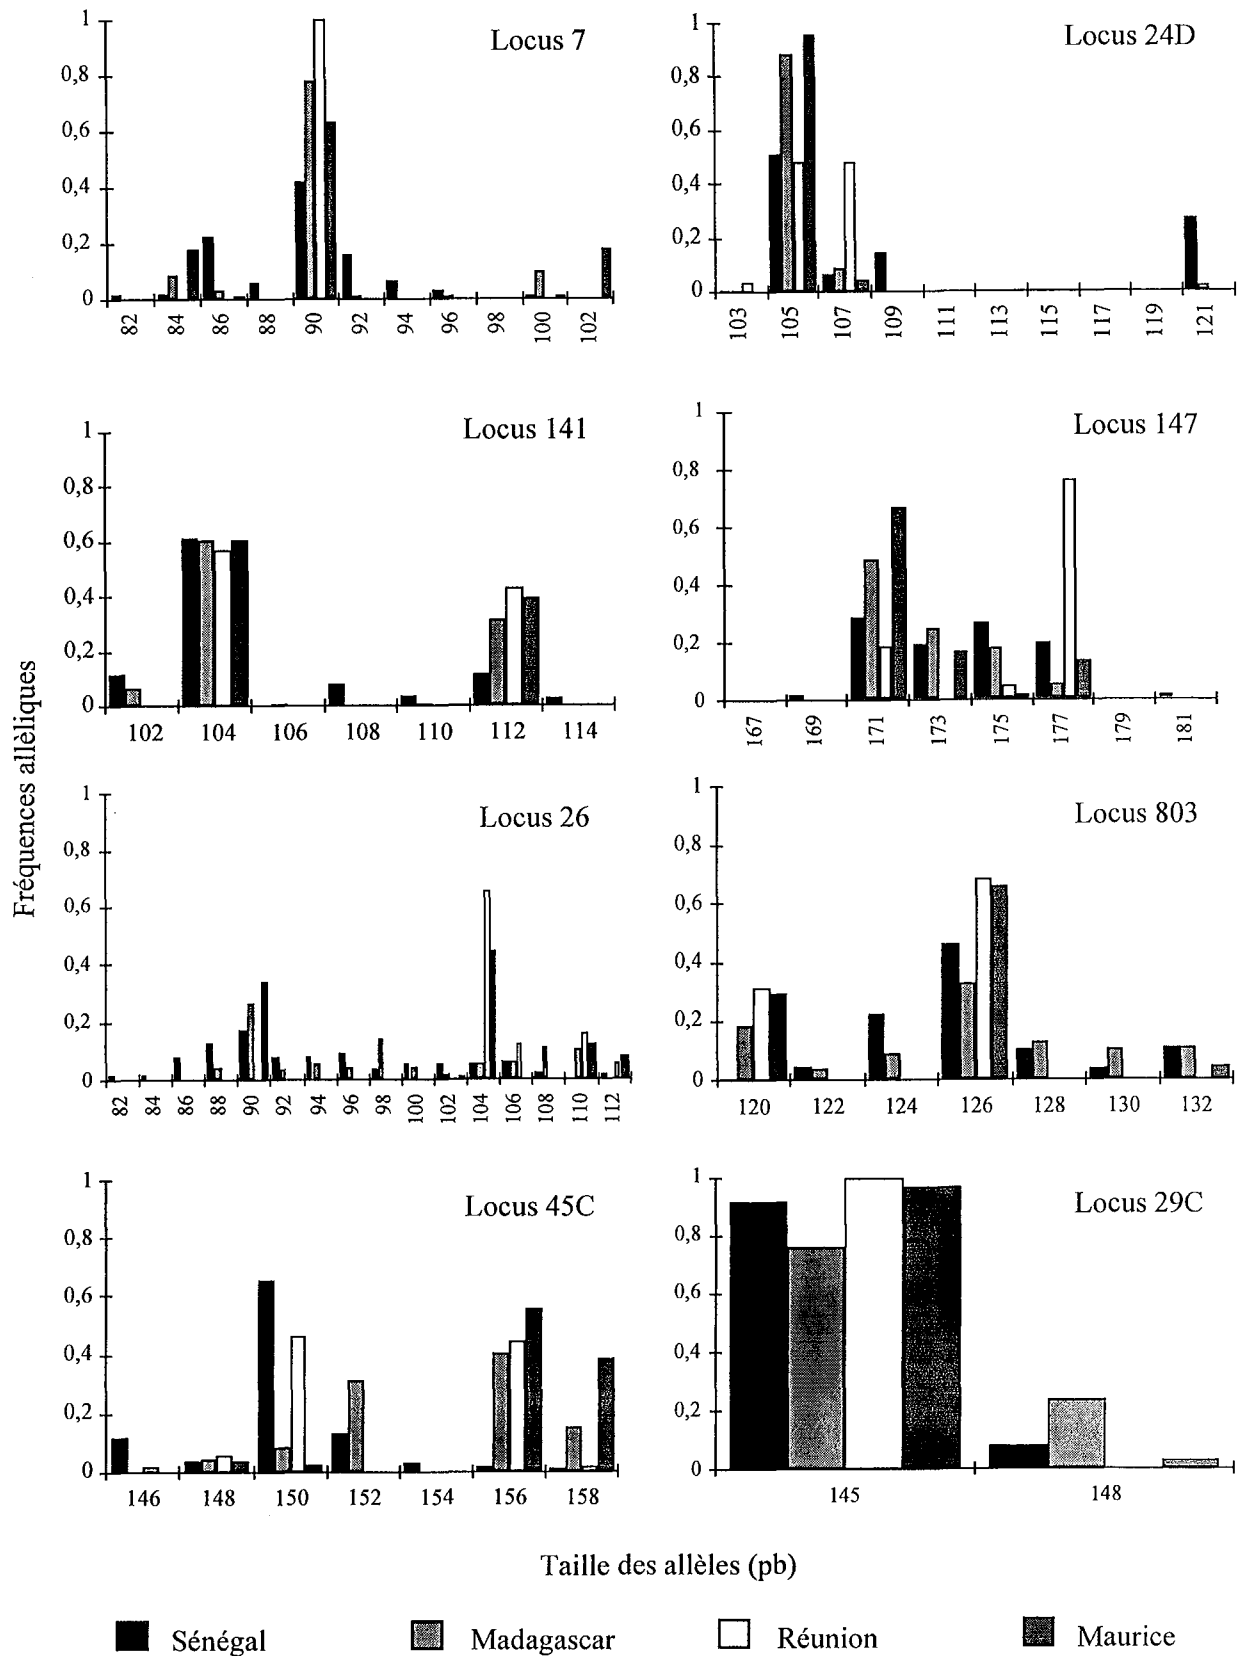 Fréquences alléliques
Locus 7
1
0,8
0,6
0,4
0,2
0
82 84 86 88 90 92 94 96 98 100 102
Locus 24D
1
0,8
0,6
0,4
0,2
0
103 105 107 109 111 113 115 117 119 121
Locus 141
1
0,8
0,6
0,4
0,2
0
102 104 106 108 110 112 114
Locus 147
1
0,8
0,6
0,4
0,2
0
167 169 171 173 175 177 179 181
Locus 26
1
0,8
0,6
0,4
0,2
0
82 84 86 88 90 92 94 96 98 100 102 104 106 108 110 112
Locus 803
1
0,8
0,6
0,4
0,2
0
120 122 124 126 128 130 132
Locus 45C
1
0,8
0,6
0,4
0,2
0
146 148 150 152 154 156 158
Locus 29C
1
0,8
0,6
0,4
0,2
0
145 148
Taille des allèles (pb)
Sénégal Madagascar Réunion Maurice